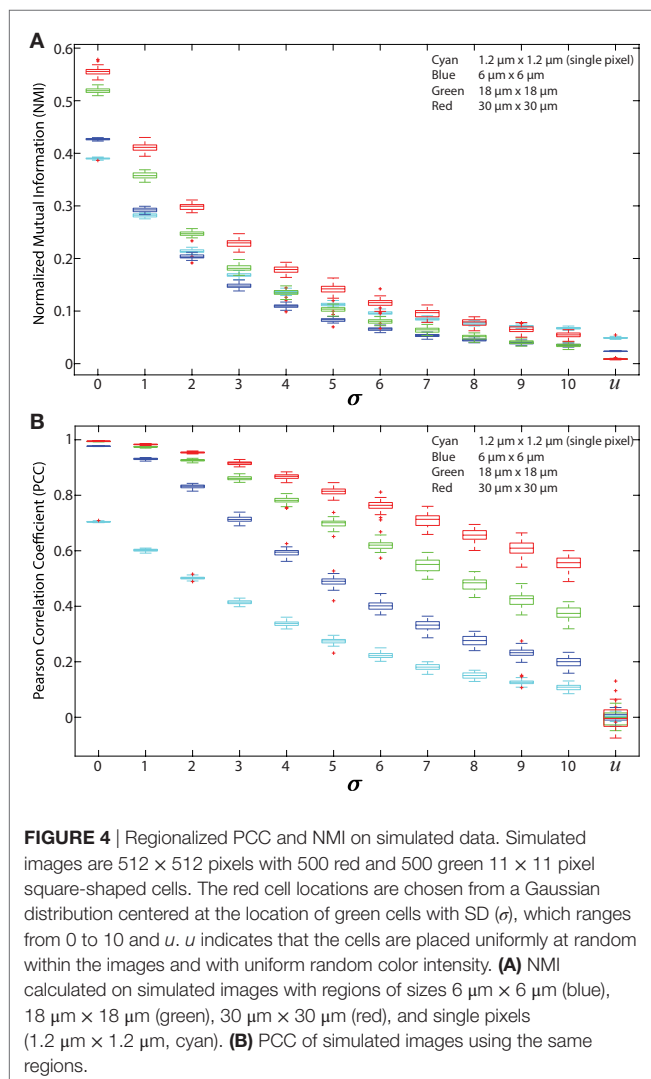 A
0.6
0.5
0.4
0.3
0.2
0.1
0
Normalized Mutual Information (NMI)
Cyan 1.2 µm x 1.2 µm (single pixel)
Blue 6 µm x 6 µm
Green 18 µm x 18 µm
Red 30 µm x 30 µm
0 1 2 3 4 5 6 7 8 9 10 u
σ
B
1
0.8
0.6
0.4
0.2
0
Pearson Correlation Coefficient (PCC)
Cyan 1.2 µm x 1.2 µm (single pixel)
Blue 6 µm x 6 µm
Green 18 µm x 18 µm
Red 30 µm x 30 µm
0 1 2 3 4 5 6 7 8 9 10 u
σ
FIGURE 4 | Regionalized PCC and NMI on simulated data. Simulated
images are 512 × 512 pixels with 500 red and 500 green 11 × 11 pixel
square-shaped cells. The red cell locations are chosen from a Gaussian
distribution centered at the location of green cells with SD (σ), which ranges
from 0 to 10 and u. u indicates that the cells are placed uniformly at random
within the images and with uniform random color intensity. (A) NMI
calculated on simulated images with regions of sizes 6 µm × 6 µm (blue),
18 µm × 18 µm (green), 30 µm × 30 µm (red), and single pixels
(1.2 µm × 1.2 µm, cyan). (B) PCC of simulated images using the same
regions.